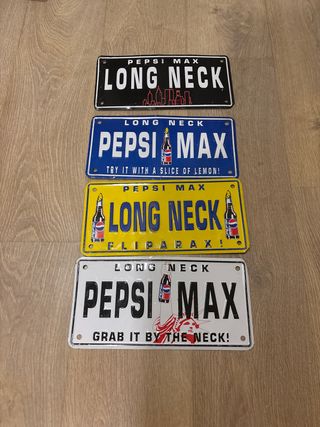 PEPSI MAX
LONG NECK
LONG NECK
PEPSI MAX
TRY IT WITH A SLICE OF LEMON!
PEPSI MAX
LONG NECK
FLIPARAX!
LONG NECK
PEPSI MAX
GRAB IT BY THE NECK!